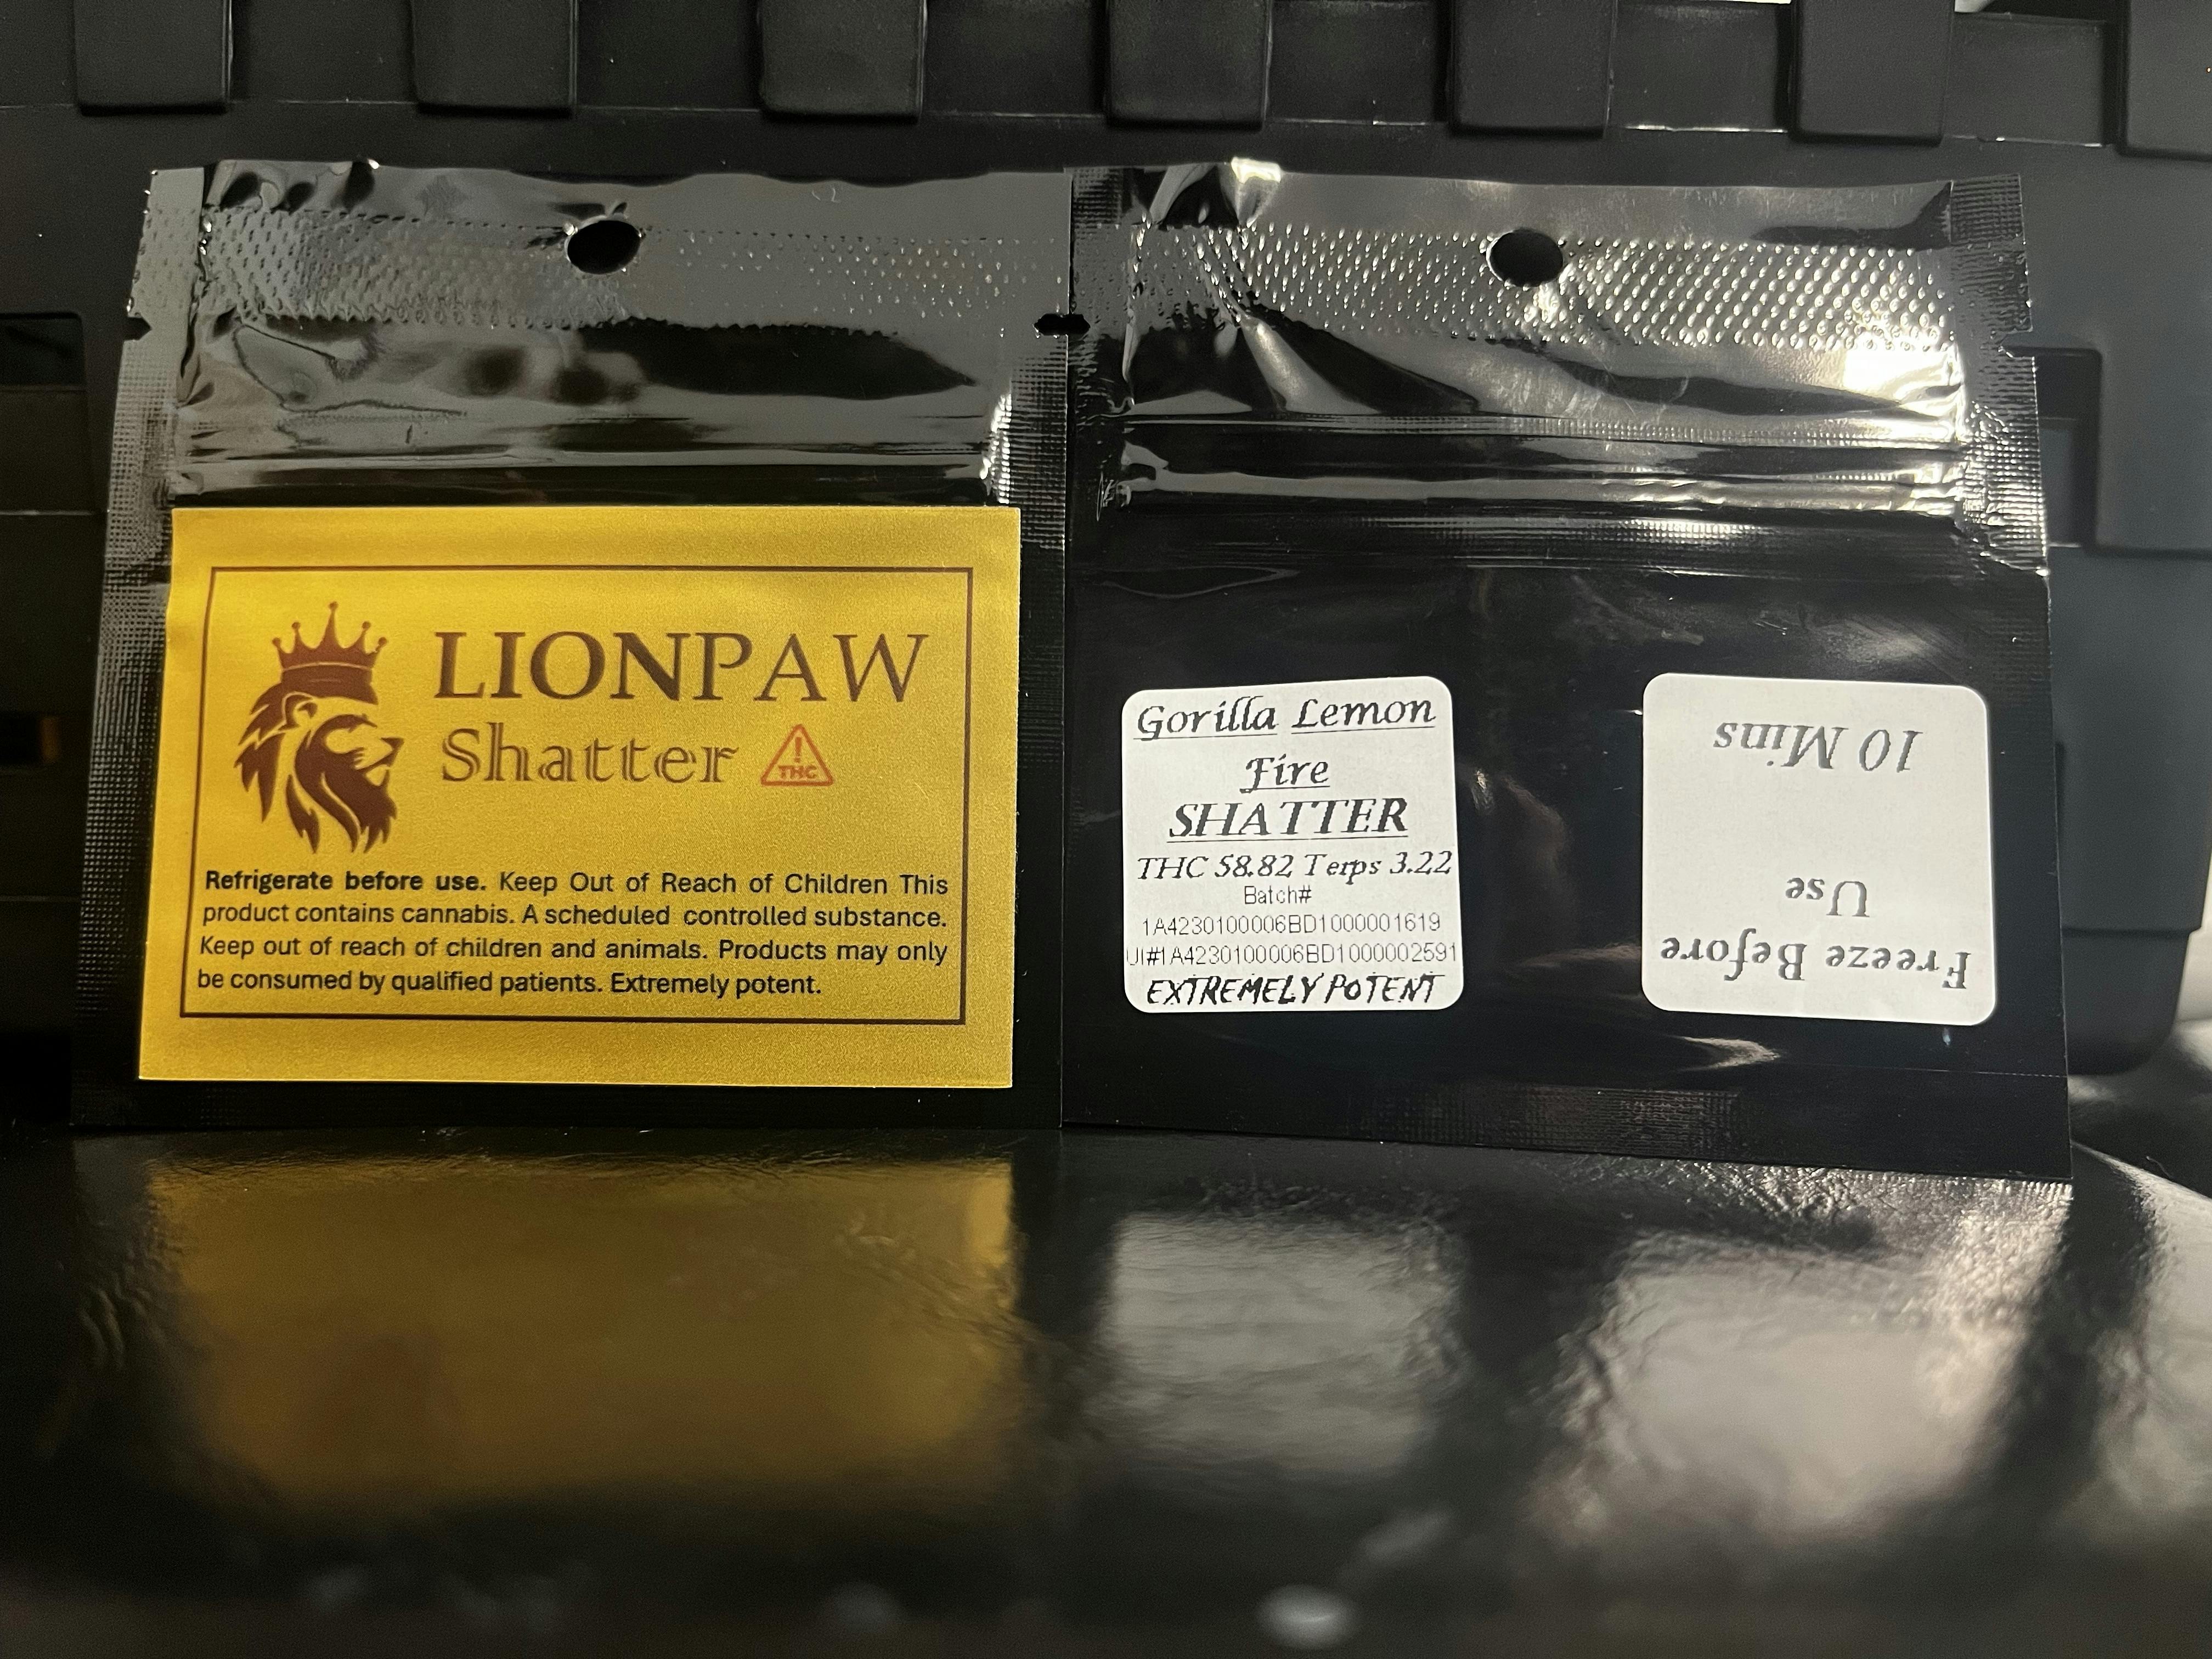 LIONPAW
Shatter
THC
Refrigerate before use. Keep Out of Reach of Children This
product contains cannabis. A scheduled controlled substance.
Keep out of reach of children and animals. Products may only
be consumed by qualified patients. Extremely potent.
Gorilla Lemon
Fire
SHATTER
THC 58.82 Terps 3.22
Batch#
1A4230100006BD1000001619
UI#1A4230100006BD1000002591
EXTREMELY POTENT
Freeze Before
Use
10 Mins